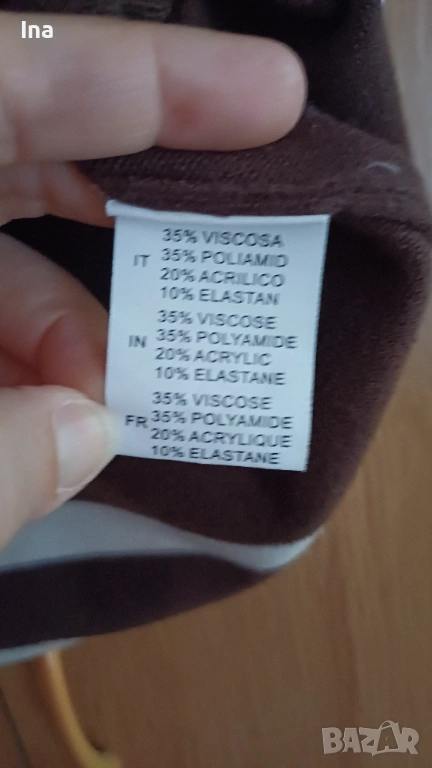 Ina
35% VISCOSA
IT 35% POLIAMID
20% ACRILICO
10% ELASTAN
35% VISCOSE
IN 35% POLYAMIDE
20% ACRYLIC
10% ELASTANE
35% VISCOSE
FR 35% POLYAMIDE
20% ACRYLIQUE
10% ELASTANE
BAZAR